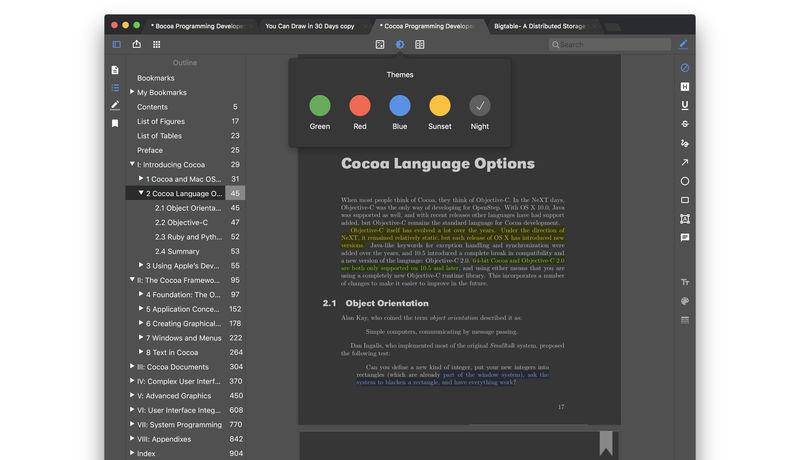 * Bocoa Programming Developer
You Can Draw in 30 Days copy
* Cocoa Programming Develope
Bigtable- A Distributed Storage
Search
Outline
Bookmarks
My Bookmarks
Contents 5
List of Figures 17
List of Tables 23
Preface 25
I: Introducing Cocoa 29
1 Cocoa and Mac OS... 31
2 Cocoa Language O... 45
2.1 Object Orientatio... 45
2.2 Objective-C 47
2.3 Ruby and Pyth... 52
2.4 Summary 53
3 Using Apple's Dev... 55
II: The Cocoa Framewo... 95
4 Foundation: The O... 97
5 Application Conce... 152
6 Creating Graphical... 178
7 Windows and Menus 222
8 Text in Cocoa 264
III: Cocoa Documents 304
IV: Complex User Interf... 370
V: Advanced Graphics 450
VI: User Interface Integ... 608
VII: System Programming 770
VIII: Appendixes 842
Index 904
Themes
Green Red Blue Sunset Night
Cocoa Language Options
When most people think of Cocoa, they think of Objective-C. In the NeXT days,
Objective-C was the only way of developing for OpenStep. With OS X 10.0, Java
was supported as well, and with recent releases other languages have had support
added, but Objective-C remains the standard language for Cocoa development.
Objective-C itself has evolved a lot over the years. Under the direction of
NeXT, it remained relatively static, but each release of OS X has introduced new
versions. Java-like keywords for exception handling and synchronization were
added over the years, and 10.5 introduced a complete break in compatibility and
a new version of the language: Objective-C 2.0. 64-bit Cocoa and Objective-C 2.0
are both only supported on 10.5 and later, and using either means that you are
using a completely new Objective-C runtime library. This incorporates a number
of changes to make it easier to improve in the future.
2.1 Object Orientation
Alan Kay, who coined the term object orientation described it as:
Simple computers, communicating by message passing.
Dan Ingalls, who implemented most of the original Smalltalk system, proposed
the following test:
Can you define a new kind of integer, put your new integers into
rectangles (which are already part of the window system), ask the
system to blacken a rectangle, and have everything work?
17
H
U
S
T
Tт